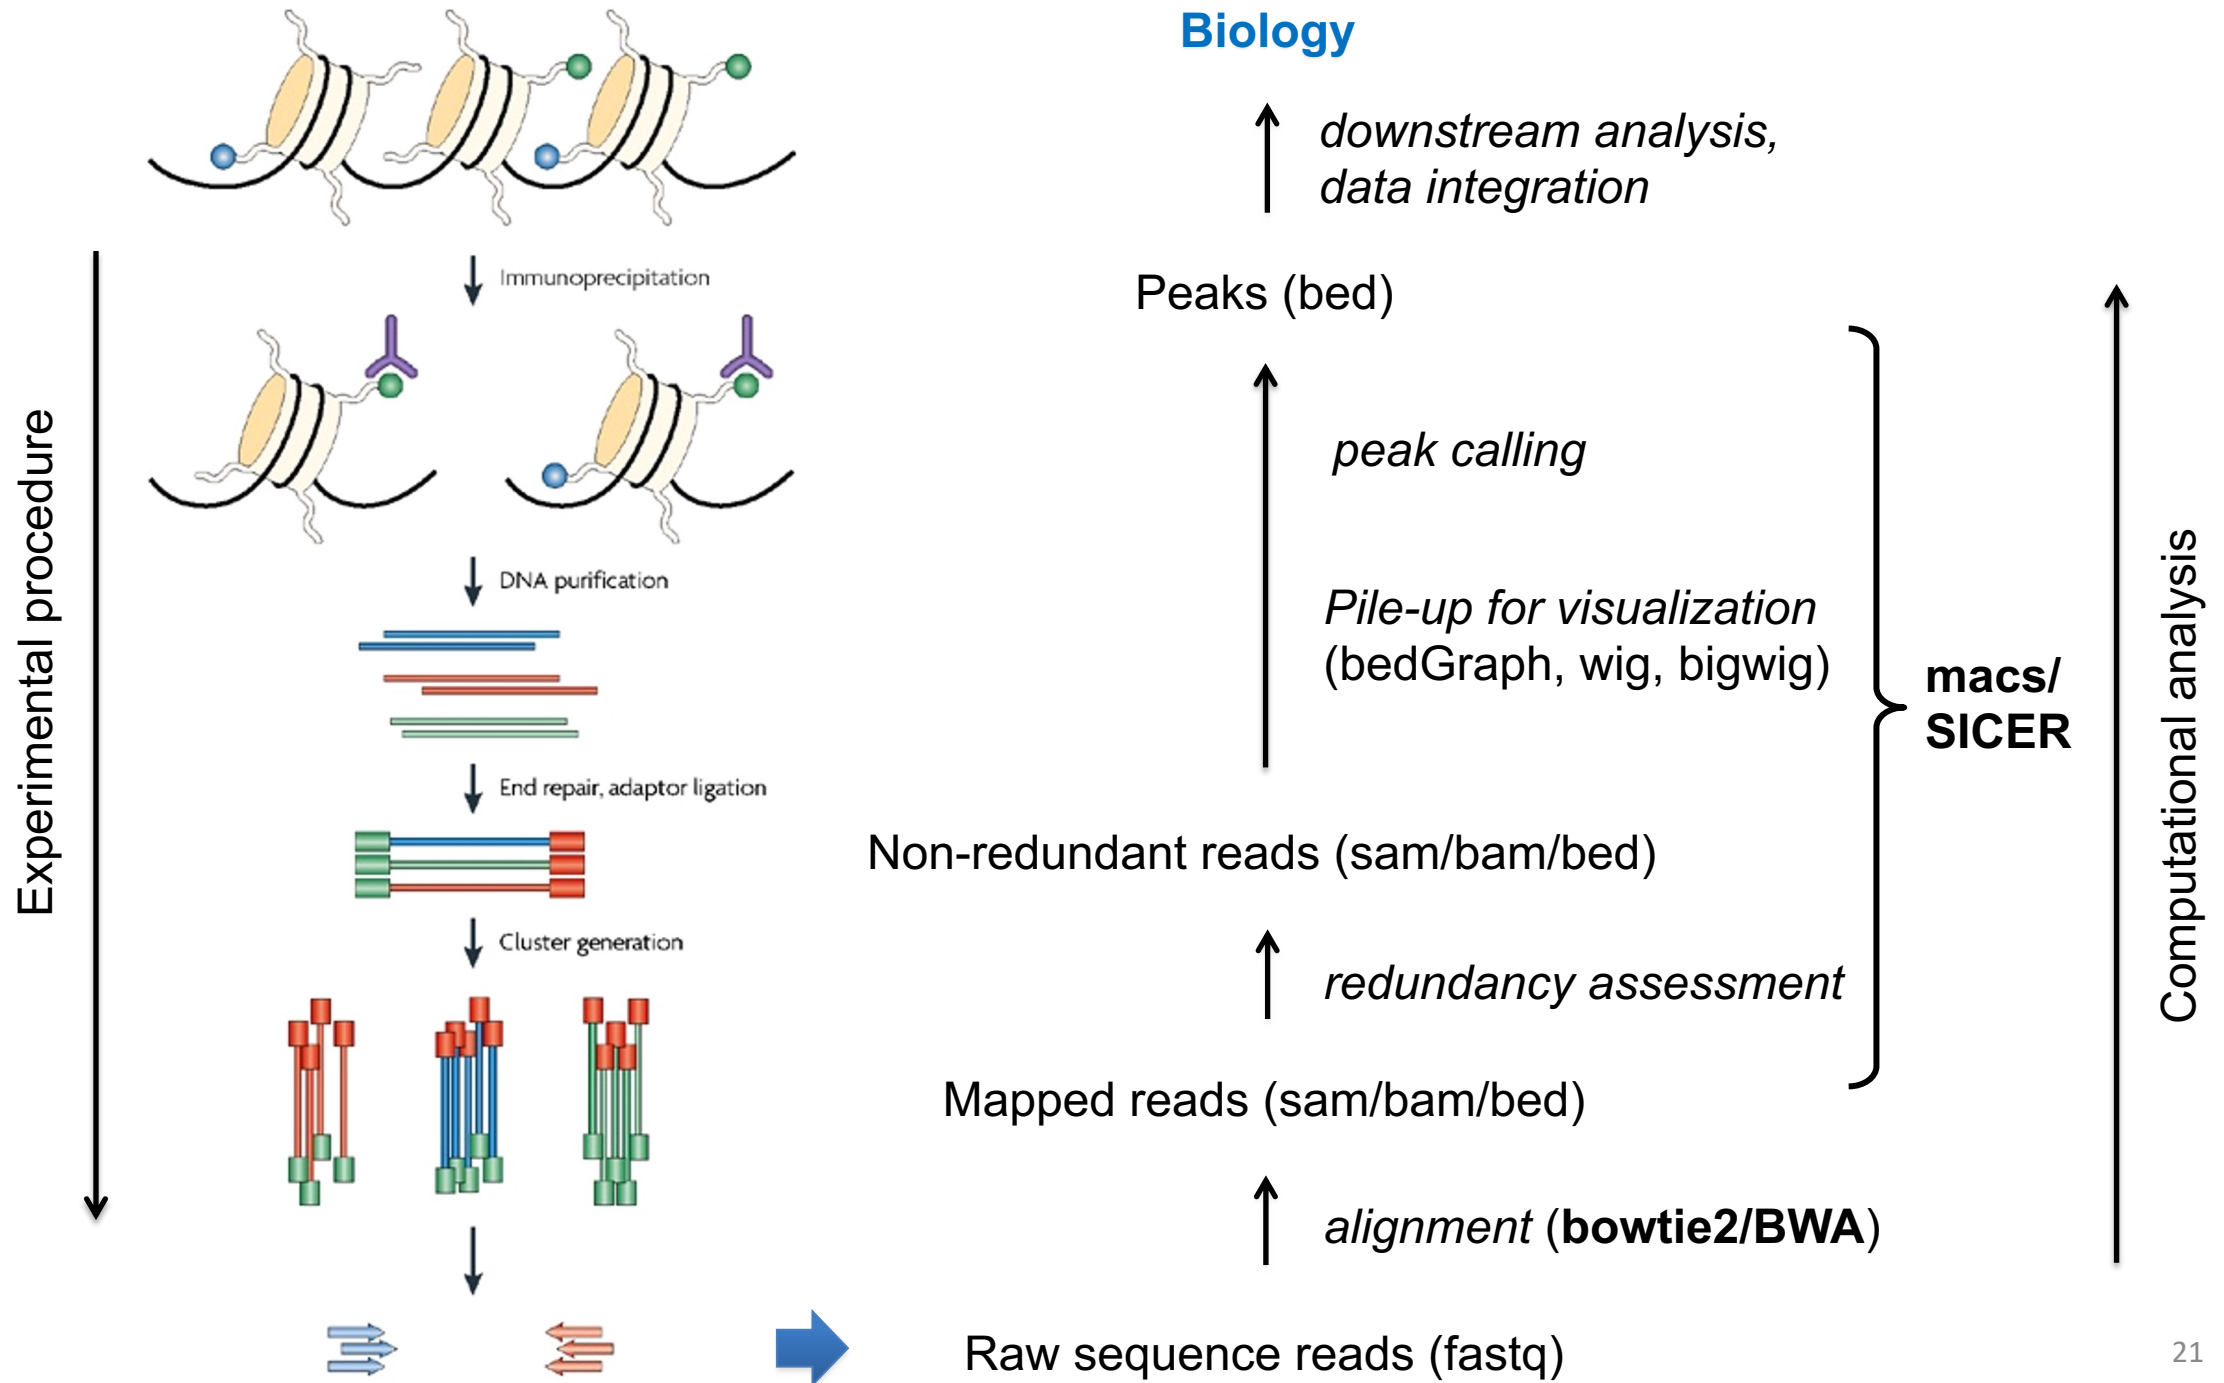 Experimental procedure
Immunoprecipitation
DNA purification
End repair, adaptor ligation
Cluster generation
Biology
downstream analysis,
data integration
Peaks (bed)
peak calling
Pile-up for visualization
(bedGraph, wig, bigwig)
macs/
SICER
Non-redundant reads (sam/bam/bed)
redundancy assessment
Mapped reads (sam/bam/bed)
alignment (bowtie2/BWA)
Raw sequence reads (fastq)
Computational analysis
21